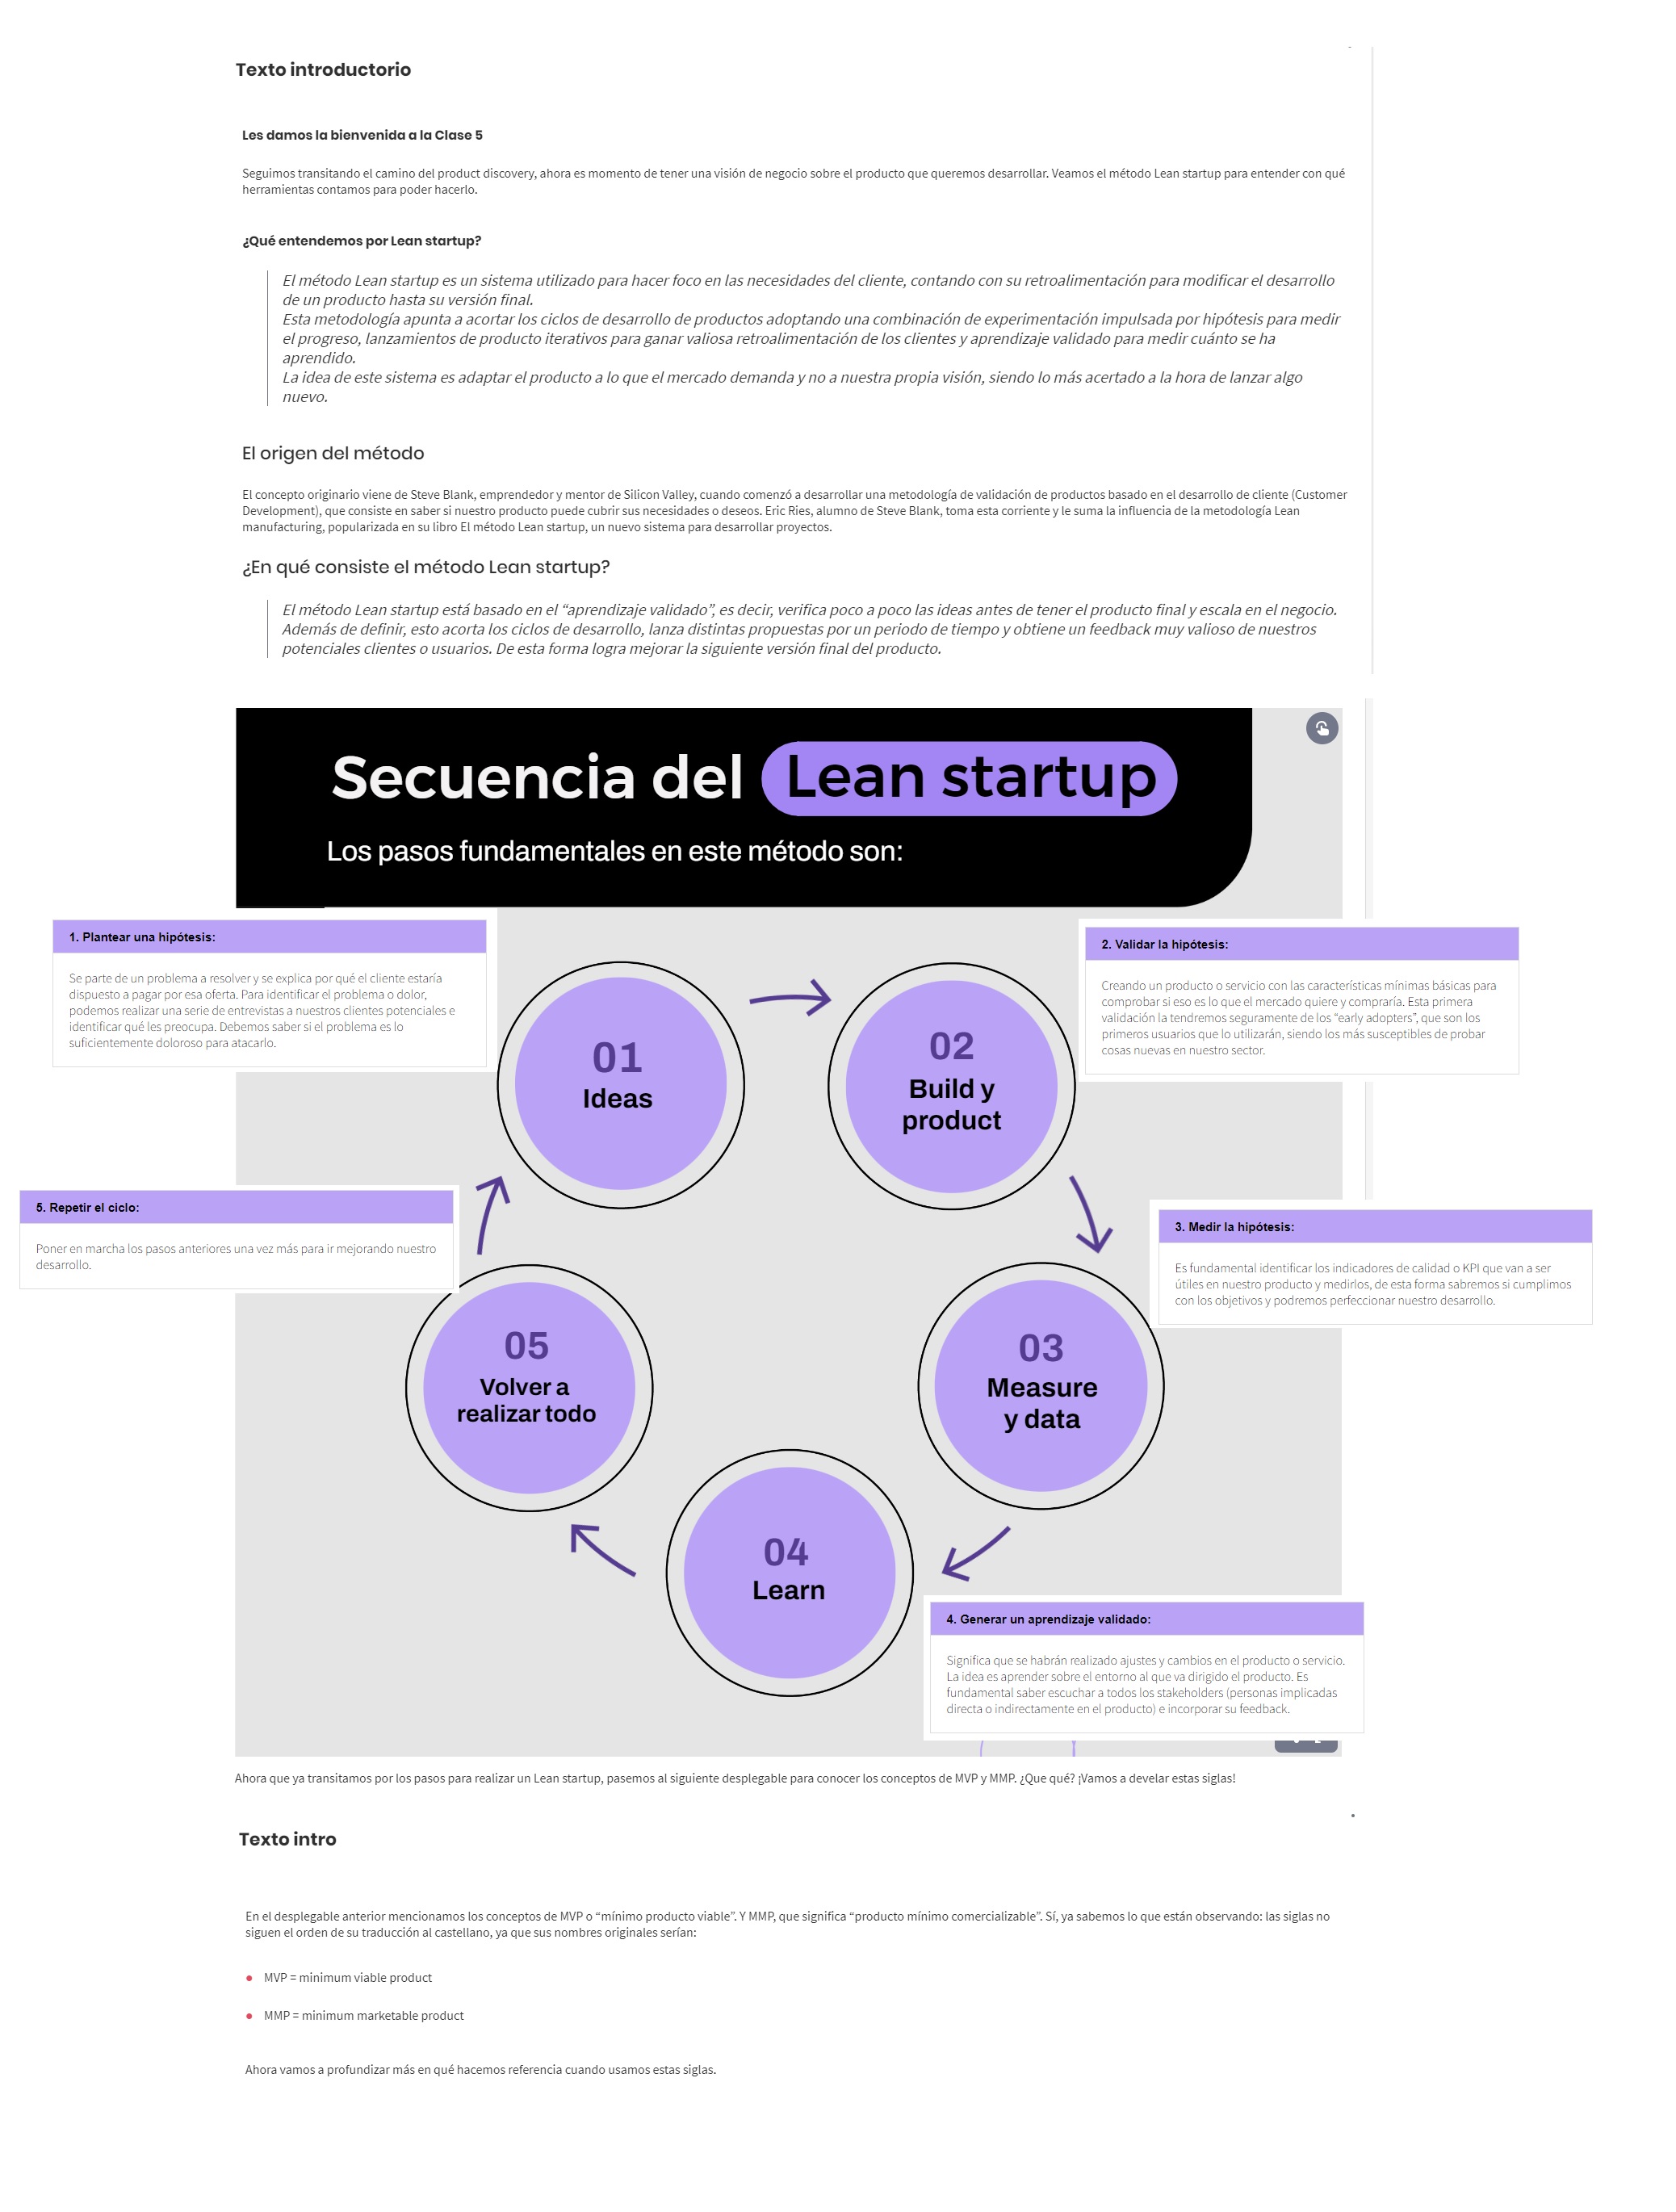 Texto introductorio
Les damos la bienvenida a la Clase 5
Seguimos transitando el camino del product discovery, ahora es momento de tener una visión de negocio sobre el producto que queremos desarrollar. Veamos el método Lean startup para entender con qué
herramientas contamos para poder hacerlo.
¿Qué entendemos por Lean startup?
El método Lean startup es un sistema utilizado para hacer foco en las necesidades del cliente, contando con su retroalimentación para modificar el desarrollo
de un producto hasta su versión final.
Esta metodología apunta a acortar los ciclos de desarrollo de productos adoptando una combinación de experimentación impulsada por hipótesis para medir
el progreso, lanzamientos de producto iterativos para ganar valiosa retroalimentación de los clientes y aprendizaje validado para medir cuánto se ha
aprendido.
La idea de este sistema es adaptar el producto a lo que el mercado demanda y no a nuestra propia visión, siendo lo más acertado a la hora de lanzar algo
nuevo.
El origen del método
El concepto originario viene de Steve Blank, emprendedor y mentor de Silicon Valley, cuando comenzó a desarrollar una metodología de validación de productos basado en el desarrollo de cliente (Customer
Development), que consiste en saber si nuestro producto puede cubrir sus necesidades o deseos. Eric Ries, alumno de Steve Blank, toma esta corriente y le suma la influencia de la metodología Lean
manufacturing, popularizada en su libro El método Lean startup, un nuevo sistema para desarrollar proyectos.
¿En qué consiste el método Lean startup?
El método Lean startup está basado en el “aprendizaje validado”, es decir, verifica poco a poco las ideas antes de tener el producto final y escala en el negocio.
Además de definir, esto acorta los ciclos de desarrollo, lanza distintas propuestas por un periodo de tiempo y obtiene un feedback muy valioso de nuestros
potenciales clientes o usuarios. De esta forma logra mejorar la siguiente versión final del producto.
Secuencia del Lean startup
Los pasos fundamentales en este método son:
1. Plantear una hipótesis:
Se parte de un problema a resolver y se explica por qué el cliente estaría
dispuesto a pagar por esa oferta. Para identificar el problema o dolor,
podemos realizar una serie de entrevistas a nuestros clientes potenciales e
identificar qué les preocupa. Debemos saber si el problema es lo
suficientemente doloroso para atacarlo.
01
Ideas
02
Build y
product
2. Validar la hipótesis:
Creando un producto o servicio con las características mínimas básicas para
comprobar si eso es lo que el mercado quiere y compraría. Esta primera
validación la tendremos seguramente de los “early adopters”, que son los
primeros usuarios que lo utilizarán, siendo los más susceptibles de probar
cosas nuevas en nuestro sector.
5. Repetir el ciclo:
Poner en marcha los pasos anteriores una vez más para ir mejorando nuestro
desarrollo.
05
Volver a
realizar todo
03
Measure
y data
3. Medir la hipótesis:
Es fundamental identificar los indicadores de calidad o KPI que van a ser
útiles en nuestro producto y medirlos, de esta forma sabremos si cumplimos
con los objetivos y podremos perfeccionar nuestro desarrollo.
04
Learn
4. Generar un aprendizaje validado:
Significa que se habrán realizado ajustes y cambios en el producto o servicio.
La idea es aprender sobre el entorno al que va dirigido el producto. Es
fundamental saber escuchar a todos los stakeholders (personas implicadas
directa o indirectamente en el producto) e incorporar su feedback.
Ahora que ya transitamos por los pasos para realizar un Lean startup, pasemos al siguiente desplegable para conocer los conceptos de MVP y MMP. ¿Que qué? ¡Vamos a develar estas siglas!
Texto intro
En el desplegable anterior mencionamos los conceptos de MVP o “mínimo producto viable”. Y MMP, que significa “producto mínimo comercializable”. Sí, ya sabemos lo que están observando: las siglas no
siguen el orden de su traducción al castellano, ya que sus nombres originales serían:
● MVP = minimum viable product
● MMP = minimum marketable product
Ahora vamos a profundizar más en qué hacemos referencia cuando usamos estas siglas.